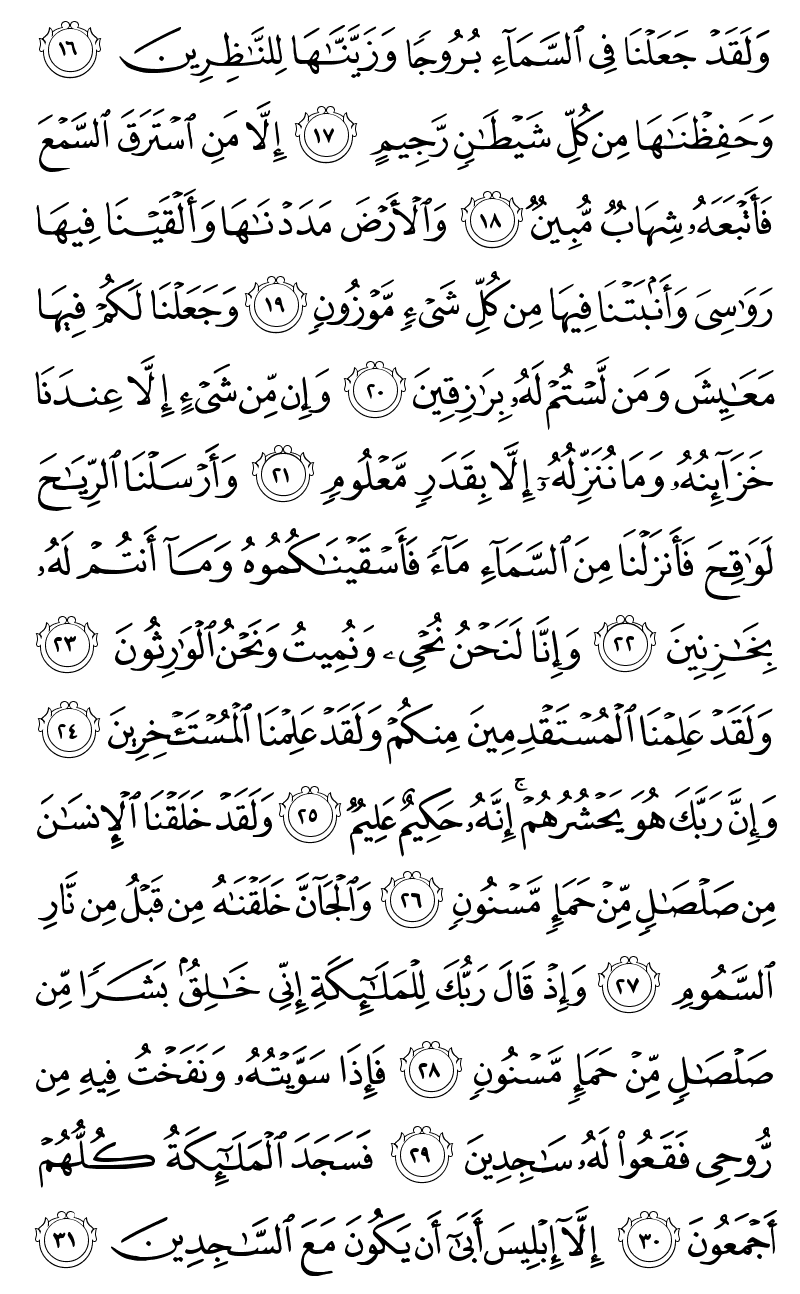 وَلَقَدْ جَعَلْنَا فِى ٱلسَّمَآءِ بُرُوجًا وَزَيَّنَّـٰهَا لِلنَّـٰظِرِينَ ١٦
وَحَفِظْنَـٰهَا مِن كُلِّ شَيْطَـٰنٍ رَّجِيمٍ ١٧ إِلَّا مَنِ ٱسْتَرَقَ ٱلسَّمْعَ
فَأَتْبَعَهُۥ شِهَابٌ مُّبِينٌ ١٨ وَٱلْأَرْضَ مَدَدْنَـٰهَا وَأَلْقَيْنَا فِيهَا
رَوَٰسِىَ وَأَنۢبَتْنَا فِيهَا مِن كُلِّ شَىْءٍ مَّوْزُونٍ ١٩ وَجَعَلْنَا لَكُمْ فِيهَا
مَعَـٰيِشَ وَمَن لَّسْتُمْ لَهُۥ بِرَٰزِقِينَ ٢٠ وَإِن مِّن شَىْءٍ إِلَّا عِندَنَا
خَزَآئِنُهُۥ وَمَا نُنَزِّلُهُۥٓ إِلَّا بِقَدَرٍ مَّعْلُومٍ ٢١ وَأَرْسَلْنَا ٱلرِّيَـٰحَ
لَوَٰقِحَ فَأَنزَلْنَا مِنَ ٱلسَّمَآءِ مَآءً فَأَسْقَيْنَـٰكُمُوهُ وَمَآ أَنتُمْ لَهُۥ
بِخَـٰزِنِينَ ٢٢ وَإِنَّا لَنَحْنُ نُحْىِۦ وَنُمِيتُ وَنَحْنُ ٱلْوَٰرِثُونَ ٢٣
وَلَقَدْ عَلِمْنَا ٱلْمُسْتَقْدِمِينَ مِنكُمْ وَلَقَدْ عَلِمْنَا ٱلْمُسْتَـْٔخِرِينَ ٢٤
وَإِنَّ رَبَّكَ هُوَ يَحْشُرُهُمْ ۚ إِنَّهُۥ حَكِيمٌ عَلِيمٌ ٢٥ وَلَقَدْ خَلَقْنَا ٱلْإِنسَـٰنَ
مِن صَلْصَـٰلٍ مِّنْ حَمَإٍ مَّسْنُونٍ ٢٦ وَٱلْجَآنَّ خَلَقْنَـٰهُ مِن قَبْلُ مِن نَّارِ
ٱلسَّمُومِ ٢٧ وَإِذْ قَالَ رَبُّكَ لِلْمَلَـٰٓئِكَةِ إِنِّى خَـٰلِقٌۢ بَشَرًا مِّن
صَلْصَـٰلٍ مِّنْ حَمَإٍ مَّسْنُونٍ ٢٨ فَإِذَا سَوَّيْتُهُۥ وَنَفَخْتُ فِيهِ مِن
رُّوحِى فَقَعُوا۟ لَهُۥ سَـٰجِدِينَ ٢٩ فَسَجَدَ ٱلْمَلَـٰٓئِكَةُ كُلُّهُمْ
أَجْمَعُونَ ٣٠ إِلَّآ إِبْلِيسَ أَبَىٰٓ أَن يَكُونَ مَعَ ٱلسَّـٰجِدِينَ ٣١